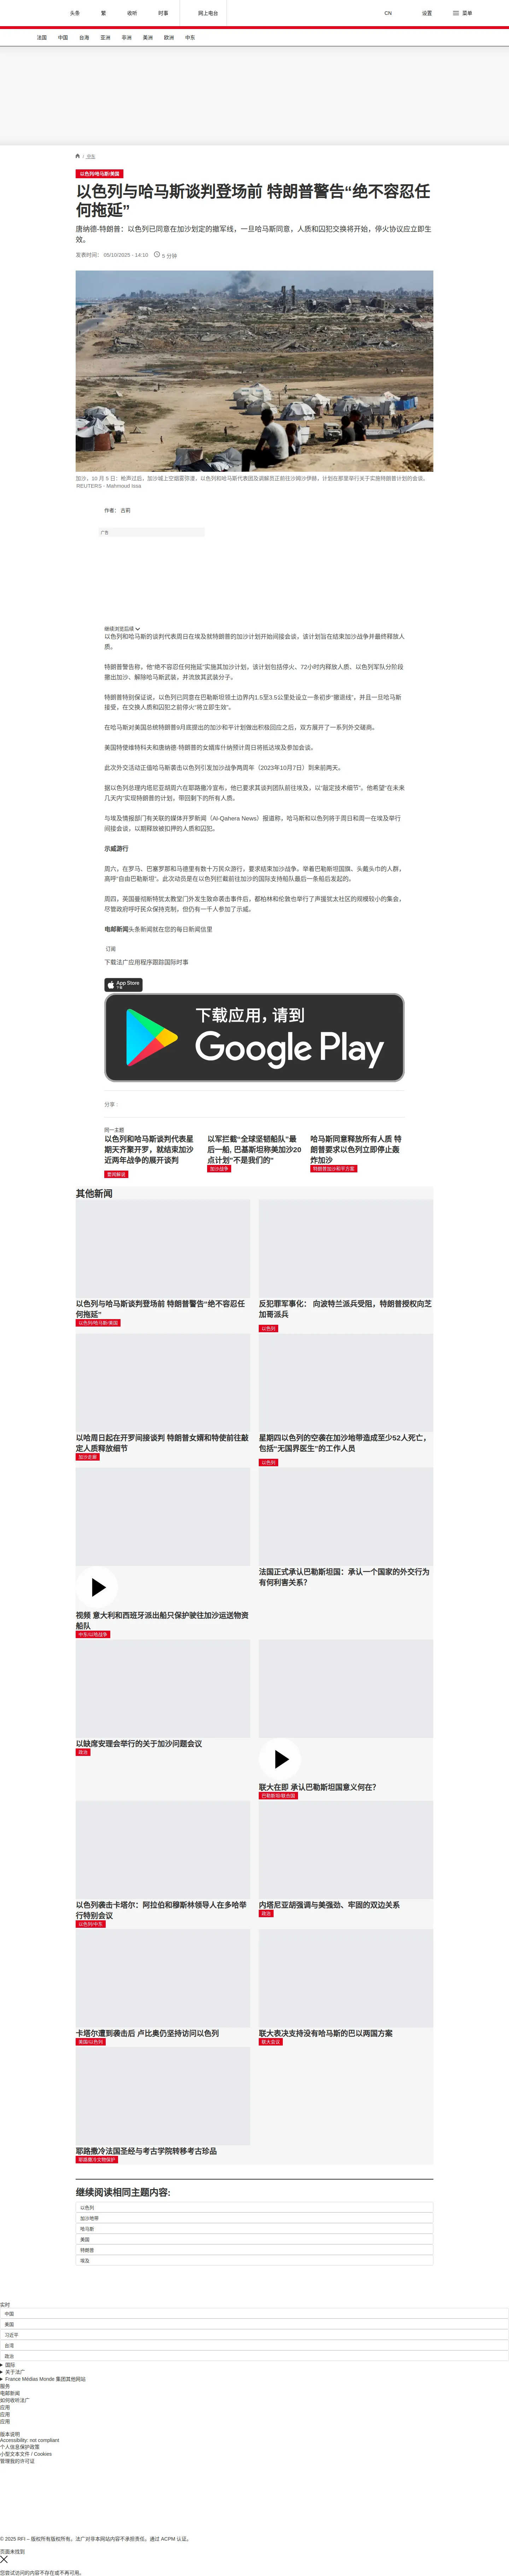 头条
繁
收听
时事
网上电台
CN
设置
菜单
法国
中国
台海
亚洲
非洲
美洲
欧洲
中东
/ 中东
以色列/哈马斯/美国
以色列与哈马斯谈判登场前 特朗普警告“绝不容忍任
何拖延”
唐纳德·特朗普：以色列已同意在加沙划定的撤军线，一旦哈马斯同意，人质和囚犯交换将开始，停火协议应立即生
效。
发表时间： 05/10/2025 - 14:10
5 分钟
加沙，10 月 5 日：枪声过后，加沙城上空烟雾弥漫，以色列和哈马斯代表团及调解员正前往沙姆沙伊赫，计划在那里举行关于实施特朗普计划的会谈。
REUTERS - Mahmoud Issa
作者： 古莉
广告
继续浏览后续
以色列和哈马斯的谈判代表周日在埃及就特朗普的加沙计划开始间接会谈，该计划旨在结束加沙战争并最终释放人
质。
特朗普警告称，他“绝不容忍任何拖延”实施其加沙计划，该计划包括停火、72小时内释放人质、以色列军队分阶段
撤出加沙、解除哈马斯武装，并流放其武装分子。
特朗普特别保证说，以色列已同意在巴勒斯坦领土边界内1.5至3.5公里处设立一条初步“撤退线”，并且一旦哈马斯
接受，在交换人质和囚犯之前停火“将立即生效”。
在哈马斯对美国总统特朗普9月底提出的加沙和平计划做出积极回应之后，双方展开了一系列外交磋商。
美国特使维特科夫和唐纳德·特朗普的女婿库什纳预计周日将抵达埃及参加会谈。
此次外交活动正值哈马斯袭击以色列引发加沙战争两周年（2023年10月7日）到来前两天。
据以色列总理内塔尼亚胡周六在耶路撒冷宣布，他已要求其谈判团队前往埃及，以“敲定技术细节”。他希望“在未来
几天内”实现特朗普的计划，带回剩下的所有人质。
与埃及情报部门有关联的媒体开罗新闻（Al-Qahera News）报道称，哈马斯和以色列将于周日和周一在埃及举行
间接会谈，以期释放被扣押的人质和囚犯。
示威游行
周六，在罗马、巴塞罗那和马德里有数十万民众游行，要求结束加沙战争。举着巴勒斯坦国旗、头戴头巾的人群，
高呼“自由巴勒斯坦”。此次动员是在以色列拦截前往加沙的国际支持船队最后一条船后发起的。
周四，英国曼彻斯特犹太教堂门外发生致命袭击事件后，都柏林和伦敦也举行了声援犹太社区的规模较小的集会，
尽管政府呼吁民众保持克制，但仍有一千人参加了示威。
电邮新闻头条新闻就在您的每日新闻信里
订阅
下载法广应用程序跟踪国际时事
App Store
下载
下载应用，请到
Google Play
分享 :
同一主题
以色列和哈马斯谈判代表星
期天齐聚开罗，就结束加沙
近两年战争的展开谈判
要闻解说
以军拦截“全球坚韧船队”最
后一船, 巴基斯坦称美加沙20
点计划“不是我们的”
加沙战争
哈马斯同意释放所有人质 特
朗普要求以色列立即停止轰
炸加沙
特朗普加沙和平方案
其他新闻
以色列与哈马斯谈判登场前 特朗普警告“绝不容忍任
何拖延”
以色列/哈马斯/美国
反犯罪军事化： 向波特兰派兵受阻，特朗普授权向芝
加哥派兵
以色列
以哈周日起在开罗间接谈判 特朗普女婿和特使前往敲
定人质释放细节
加沙走廊
星期四以色列的空袭在加沙地带造成至少52人死亡，
包括“无国界医生”的工作人员
以色列
视频 意大利和西班牙派出船只保护驶往加沙运送物资
船队
中东/以哈战争
法国正式承认巴勒斯坦国：承认一个国家的外交行为
有何利害关系？
以缺席安理会举行的关于加沙问题会议
政治
联大在即 承认巴勒斯坦国意义何在？
巴勒斯坦/联合国
以色列袭击卡塔尔：阿拉伯和穆斯林领导人在多哈举
行特别会议
以色列/中东
内塔尼亚胡强调与美强劲、牢固的双边关系
政治
卡塔尔遭到袭击后 卢比奥仍坚持访问以色列
美国/以色列
联大表决支持没有哈马斯的巴以两国方案
联大会议
耶路撒冷法国圣经与考古学院转移考古珍品
耶路撒冷文物保护
继续阅读相同主题内容:
以色列
加沙地带
哈马斯
美国
特朗普
埃及
实时
中国
美国
习近平
台湾
政治
国际
关于法广
France Médias Monde 集团其他网站
服务
电邮新闻
如何收听法广
应用
应用
应用
版本说明
Accessibility: not compliant
个人信息保护政策
小型文本文件 / Cookies
管理我的许可证
© 2025 RFI – 版权所有版权所有。法广对非本网站内容不承担责任。通过 ACPM 认证。
页面未找到
您尝试访问的内容不存在或不再可用。